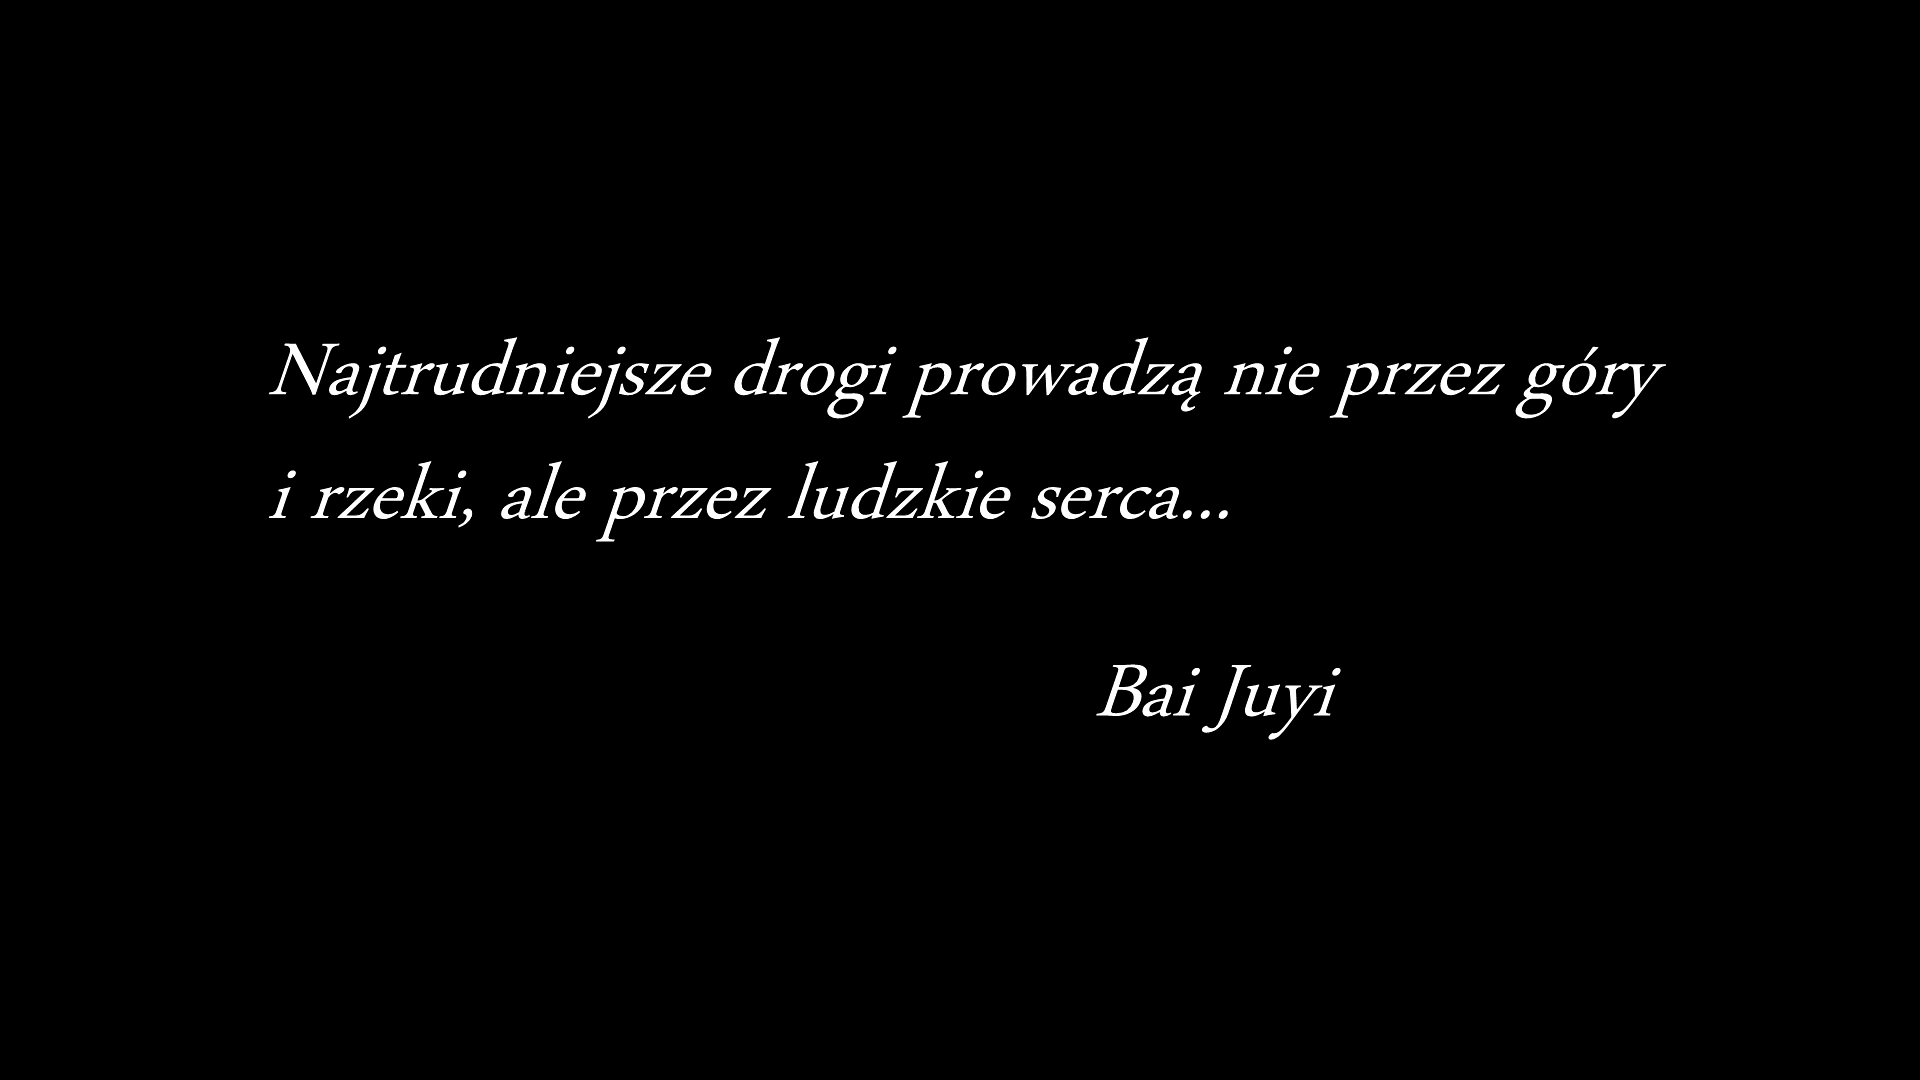 Najtrudniejsze drogi prowadzą nie przez góry
i rzeki, ale przez ludzkie serca...
Bai Juyi